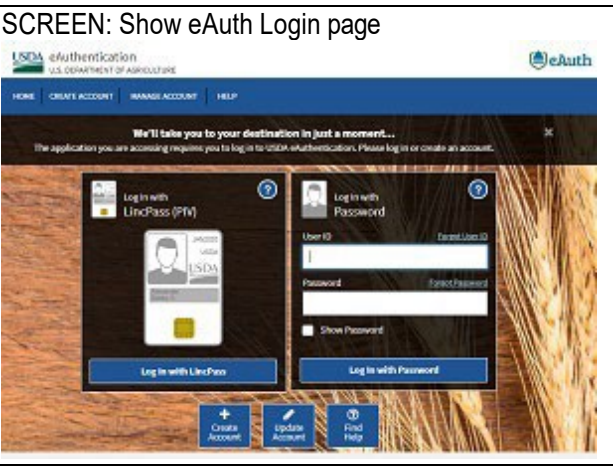 SCREEN: Show eAuth Login page
USDA eAuthentication
U.S. DEPARTMENT OF AGRICULTURE
eAuth
HOME CREATE ACCOUNT MANAGE ACCOUNT HELP
We'll take you to your destination in just a moment...
The application you are accessing requires you to log in to USDA eAuthentication. Please log in or create an account.
Log in with
LincPass (PIV)
USDA
Log in with LincPass
Log in with
Password
User ID Forgot User ID
Password Forgot Password
Show Password
Log in with Password
Create
Account
Update
Account
Find
Help